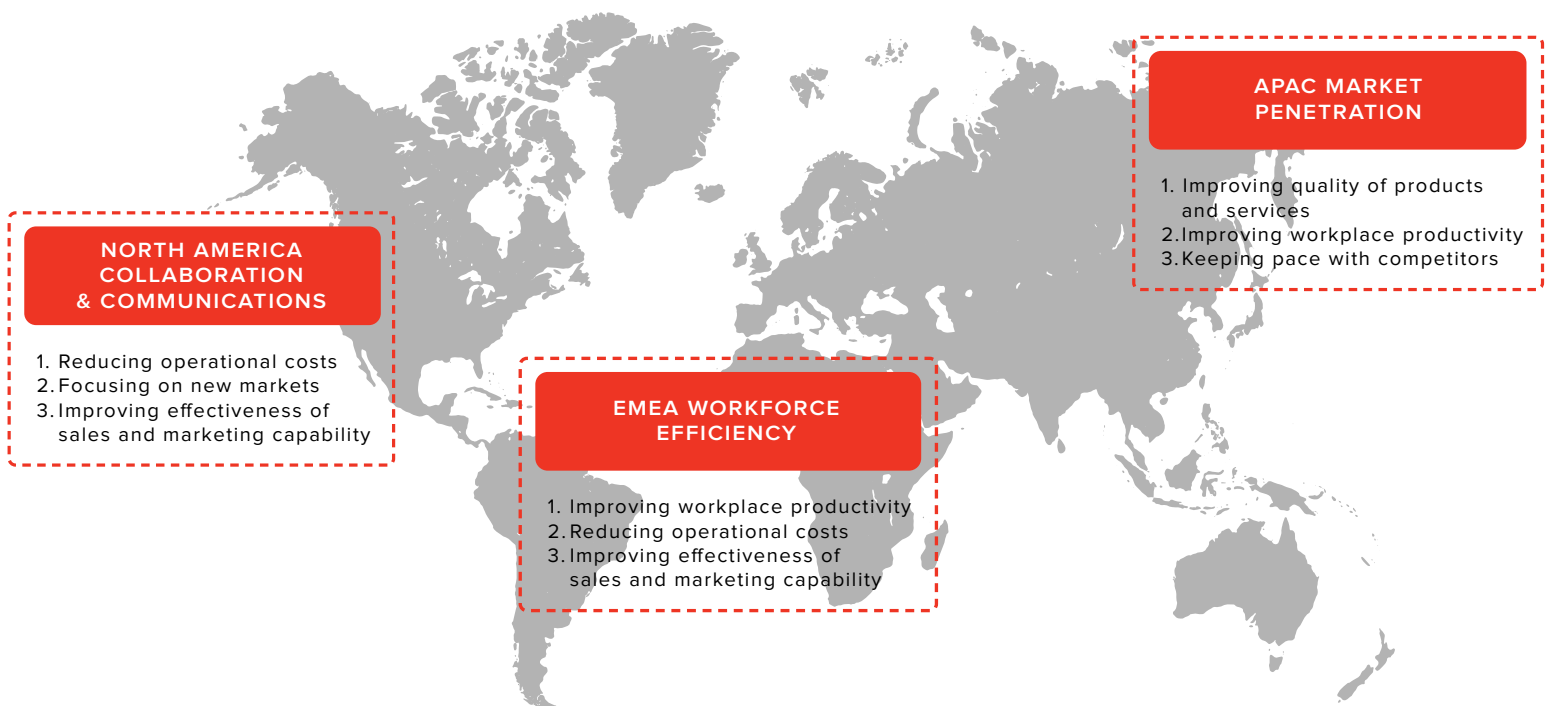 APAC MARKET
PENETRATION
1. Improving quality of products
and services
2. Improving workplace productivity
3. Keeping pace with competitors
NORTH AMERICA
COLLABORATION
& COMMUNICATIONS
1. Reducing operational costs
2. Focusing on new markets
3. Improving effectiveness of
sales and marketing capability
EMEA WORKFORCE
EFFICIENCY
1. Improving workplace productivity
2. Reducing operational costs
3. Improving effectiveness of
sales and marketing capability